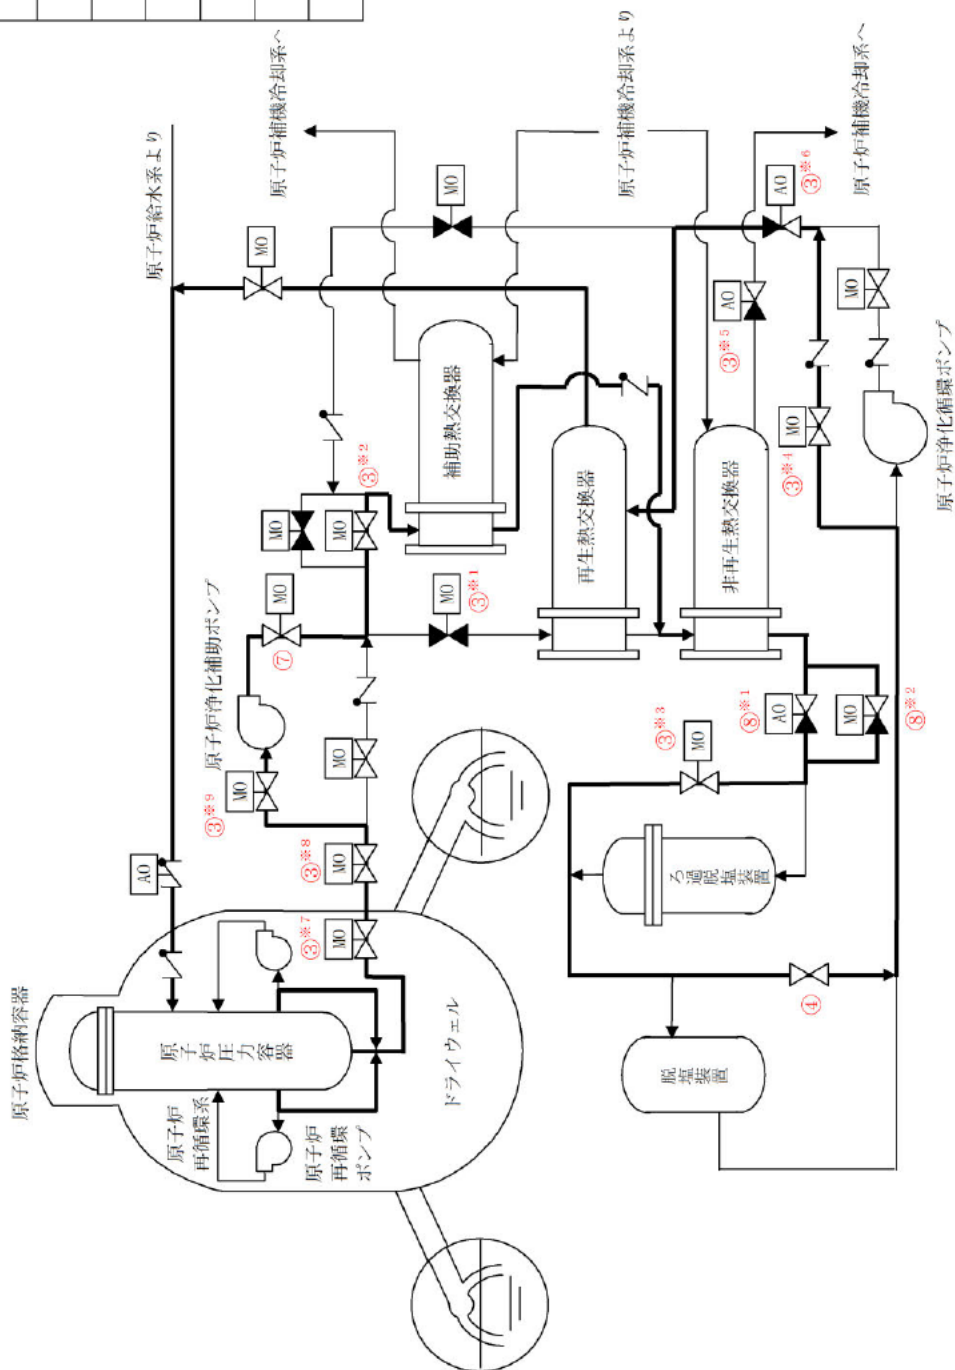 原子炉補機冷却系へ
原子炉補機冷却系より
原子炉補機冷却系へ
原子炉給水系より
MO
MO
AO
③※6
AO
③※5
MO
補助熱交換器
再生熱交換器
非再生熱交換器
MO
③※4
原子炉浄化循環ポンプ
③※2
MO
MO
MO
⑦
MO
③※1
原子炉浄化補助ポンプ
MO
③※9
MO
③※3
MO
AO
⑧※1
MO
⑧※2
AO
MO
③※8
MO
③※7
ろ過脱塩装置
④
脱塩装置
原子炉格納容器
原子炉圧力容器
原子炉
再循環系
原子炉
再循環
ポンプ
ドライウェル